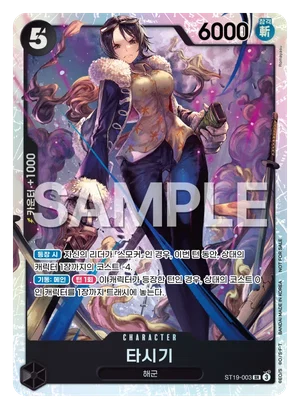 5
6000
참격
斬
카운터 +1000
SAMPLE
등장 시 자신의 리더가 「스모커」인 경우, 이번 턴 동안, 상대의
캐릭터 1장까지의 코스트 -4.
기동: 메인 턴 1회 이 캐릭터가 등장한 턴인 경우, 상대의 코스트 0
인 캐릭터를 1장까지 트래시에 놓는다.
CHARACTER
타시기
해군
ST19-003